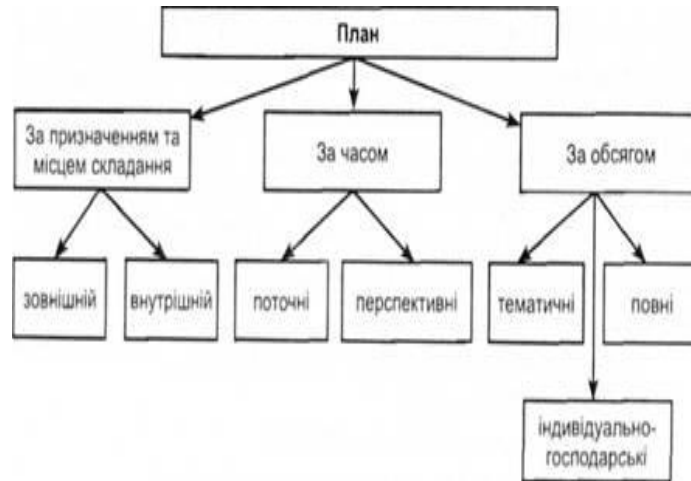 План
За призначенням та
місцем складання
За часом
За обсягом
зовнішній
внутрішній
поточні
перспективні
тематичні
повні
індивідуально-
господарські